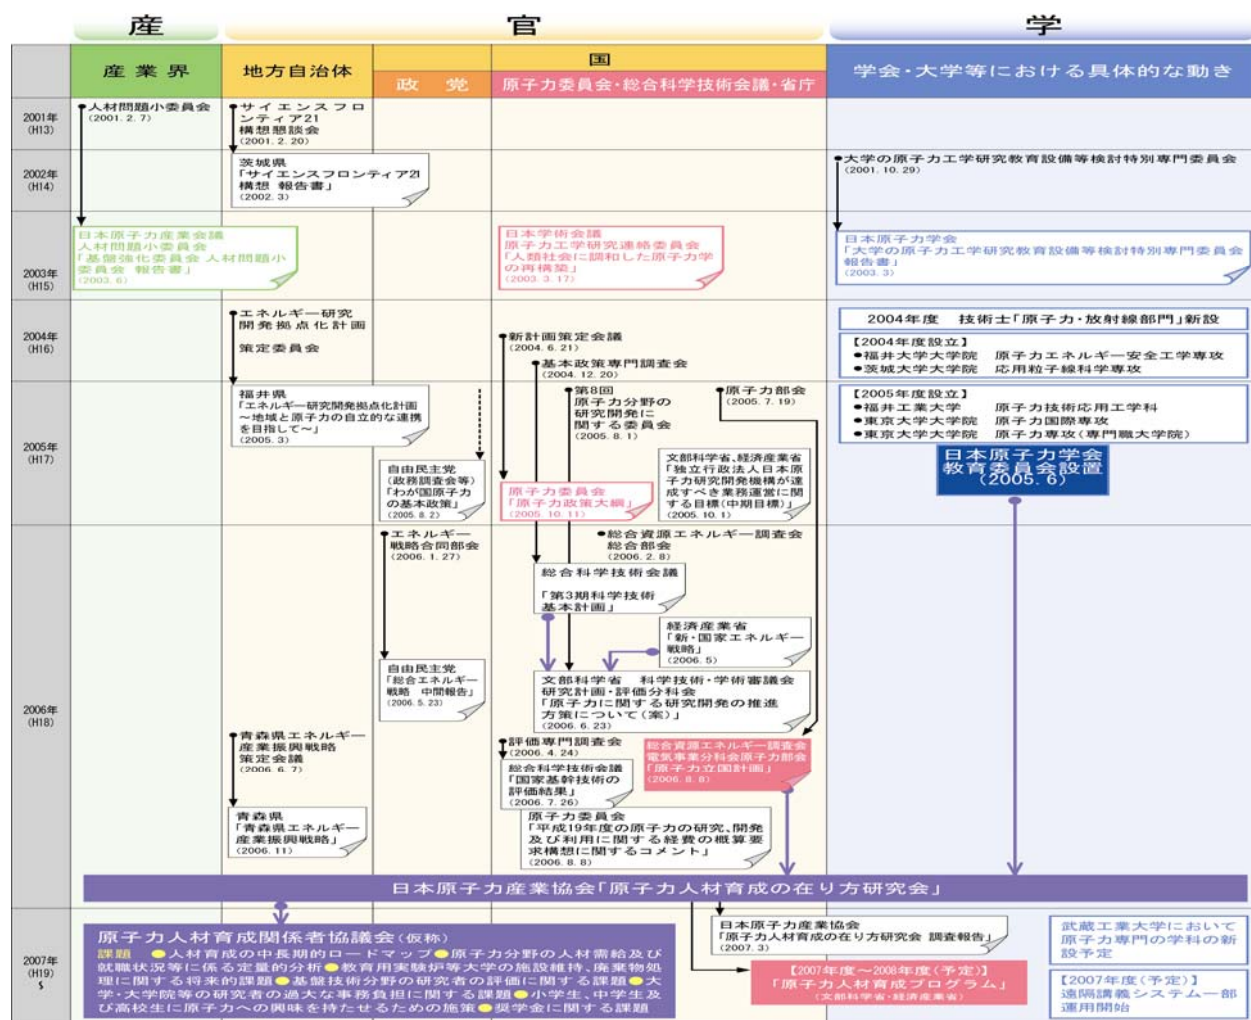 産
官
学
産業界
地方自治体
国
政 党
原子力委員会・総合科学技術会議・省庁
学会・大学等における具体的な動き
2001年
(H13)
人材問題小委員会
(2001.2.7)
サイエンスフロ
ンティア21
構想懇談会
(2001.2.20)
2002年
(H14)
茨城県
「サイエンスフロンティア21
構想 報告書」
(2002.3)
大学の原子力工学研究教育設備等検討特別専門委員会
(2001.10.29)
2003年
(H15)
日本原子力産業会議
人材問題小委員会
「基盤強化委員会 人材問題小
委員会 報告書」
(2003.6)
日本学術会議
原子力工学研究連絡委員会
「人類社会に調和した原子力学
の再構築」
(2003.3.17)
日本原子力学会
「大学の原子力工学研究教育設備等検討特別専門委員会
報告書」
(2003.3)
2004年
(H16)
エネルギー研究
開発拠点化計画
策定委員会
新計画策定会議
(2004.6.21)
基本政策専門調査会
(2004.12.20)
2004年度 技術士「原子力・放射線部門」新設
【2004年度設立】
●福井大学大学院 原子力エネルギー安全工学専攻
●茨城大学大学院 応用粒子線科学専攻
2005年
(H17)
福井県
「エネルギー研究開発拠点化計画
~地域と原子力の自立的な連携
を目指して~」
(2005.3)
第8回
原子力分野の
研究開発に
関する委員会
(2005.8.1)
原子力部会
(2005.7.19)
【2005年度設立】
●福井工業大学 原子力技術応用工学科
●東京大学大学院 原子力国際専攻
●東京大学大学院 原子力専攻(専門職大学院)
自由民主党
(政務調査会等)
「わが国原子力
の基本政策」
(2005.8.2)
原子力委員会
「原子力政策大綱」
(2005.10.11)
文部科学省、経済産業省
「独立行政法人日本原
子力研究開発機構が達
成すべき業務運営に関
する目標(中期目標)」
(2005.10.1)
日本原子力学会
教育委員会設置
(2005.6)
2006年
(H18)
エネルギー
戦略合同部会
(2006.1.27)
総合資源エネルギー調査会
総合部会
(2006.2.8)
総合科学技術会議
「第3期科学技術
基本計画」
経済産業省
「新・国家エネルギー
戦略」
(2006.5)
自由民主党
「総合エネルギー
戦略 中間報告」
(2006.5.23)
文部科学省 科学技術・学術審議会
研究計画・評価分科会
「原子力に関する研究開発の推進
方策について(案)」
(2006.6.23)
青森県エネルギー
産業振興戦略
策定会議
(2006.6.7)
評価専門調査会
(2006.4.24)
総合科学技術会議
「国家基幹技術の
評価結果」
(2006.7.26)
総合資源エネルギー調査会
電気事業分科会原子力部会
「原子力立国計画」
(2006.8.8)
青森県
「青森県エネルギー
産業振興戦略」
(2006.11)
原子力委員会
「平成19年度の原子力の研究、開発
及び利用に関する経費の概算要
求構想に関するコメント」
(2006.8.8)
日本原子力産業協会「原子力人材育成の在り方研究会」
2007年
(H19)
~
原子力人材育成関係者協議会(仮称)
課題 ●人材育成の中長期的ロードマップ●原子力分野の人材需給及び
就職状況等に係る定量的分析●教育用実験炉等大学の施設維持、廃棄物処
理に関する将来的課題●基盤技術分野の研究者の評価に関する課題●大
学・大学院等の研究者の過大な事務負担に関する課題●小学生、中学生及
び高校生に原子力への興味を持たせるための施策●奨学金に関する課題
日本原子力産業協会
「原子力人材育成の在り方研究会 調査報告」
(2007.3)
【2007年度~2008年度(予定)】
「原子力人材育成プログラム」
(文部科学省・経済産業省)
武蔵工業大学において
原子力専門の学科の新
設予定
【2007年度(予定)】
遠隔講義システム一部
運用開始